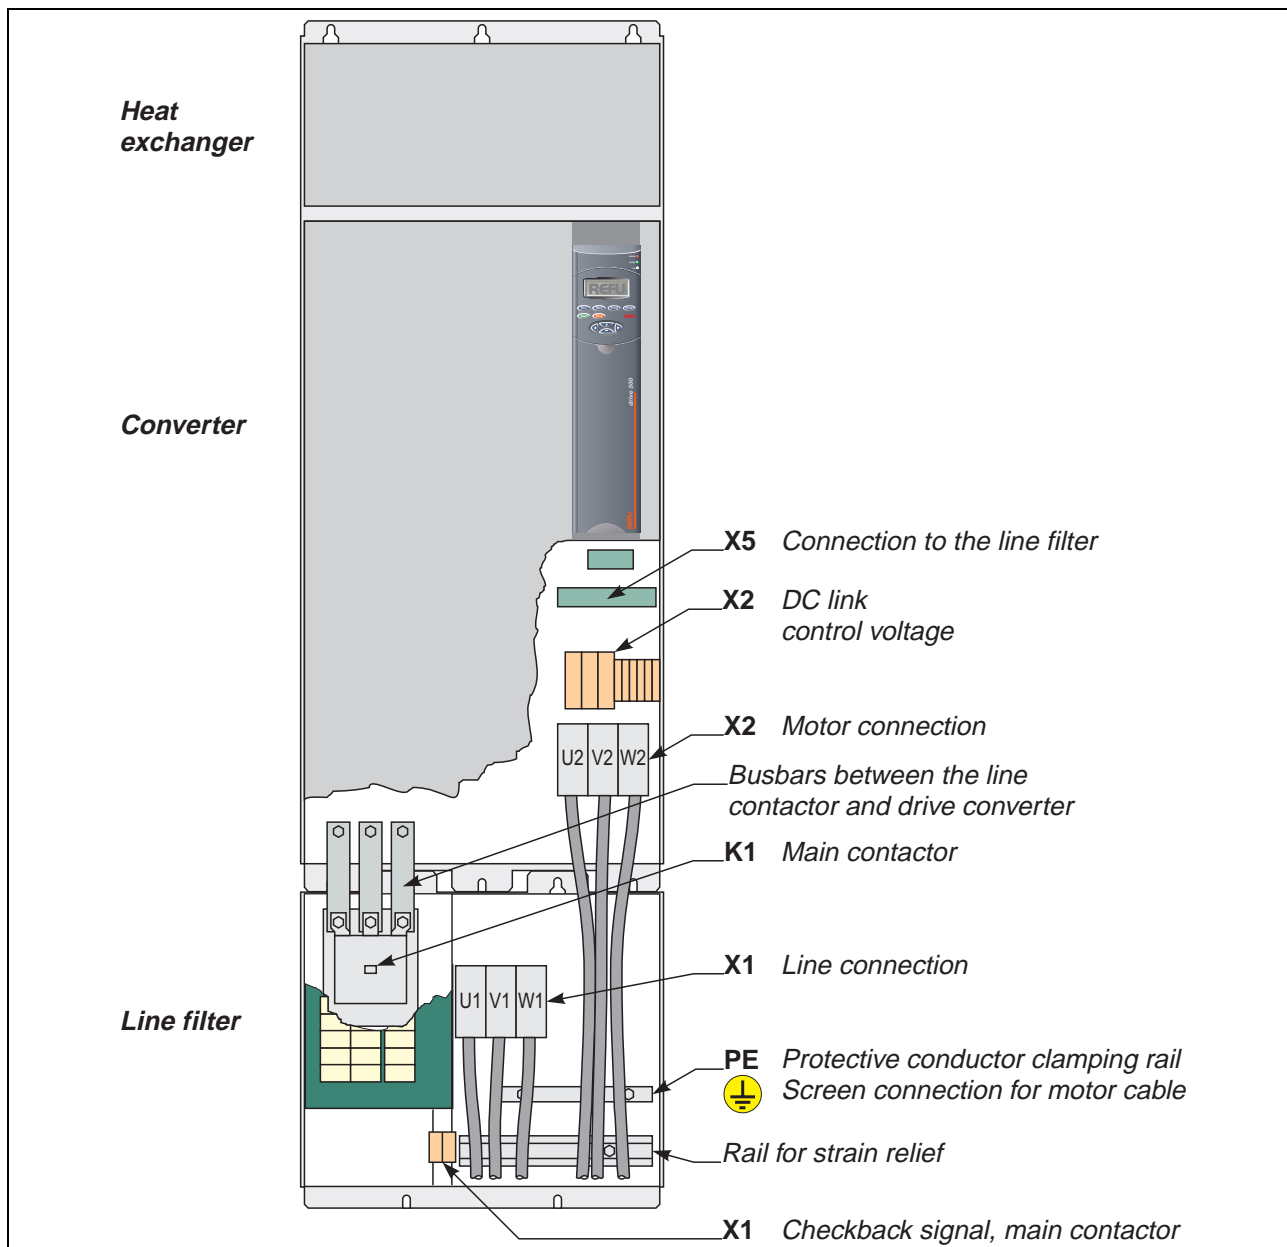 Heat
exchanger
REFU
drive 500
Converter
REFU
X5 Connection to the line filter
X2 DC link
control voltage
X2 Motor connection
U2 V2 W2
Busbars between the line
contactor and drive converter
K1 Main contactor
X1 Line connection
U1 V1 W1
Line filter
PE Protective conductor clamping rail
Screen connection for motor cable
Rail for strain relief
X1 Checkback signal, main contactor